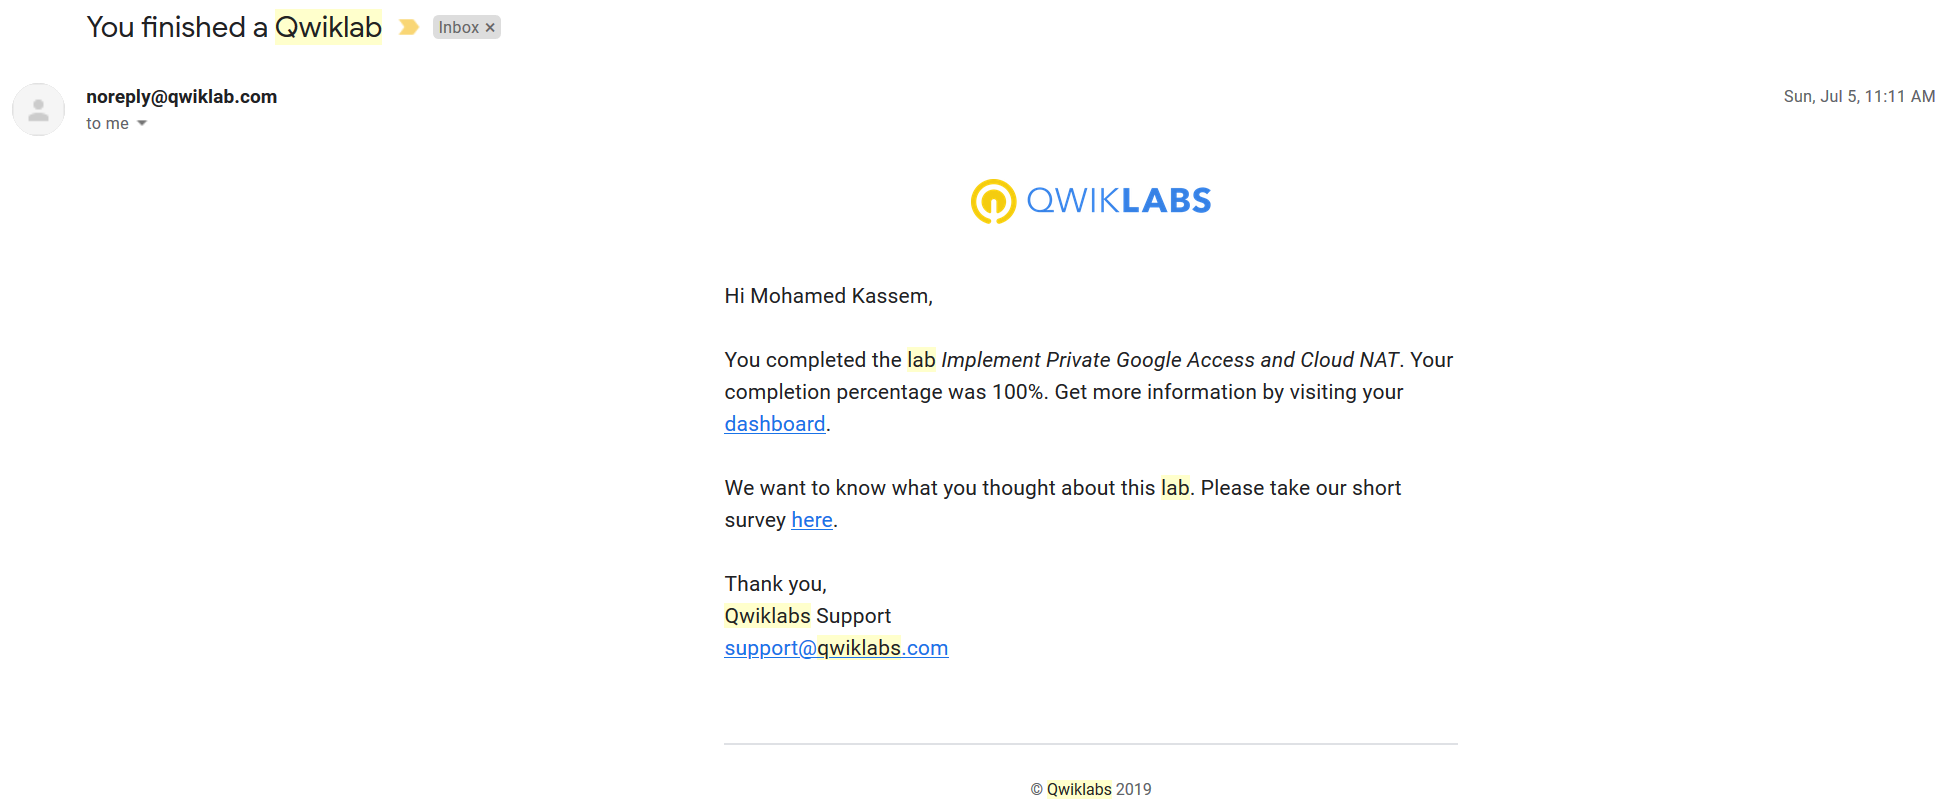 You finished a Qwiklab Inbox ×
noreply@qwiklab.com Sun, Jul 5, 11:11 AM
to me
QWIKLABS
Hi Mohamed Kassem,
You completed the lab Implement Private Google Access and Cloud NAT. Your
completion percentage was 100%. Get more information by visiting your
dashboard.
We want to know what you thought about this lab. Please take our short
survey here.
Thank you,
Qwiklabs Support
support@qwiklabs.com
© Qwiklabs 2019